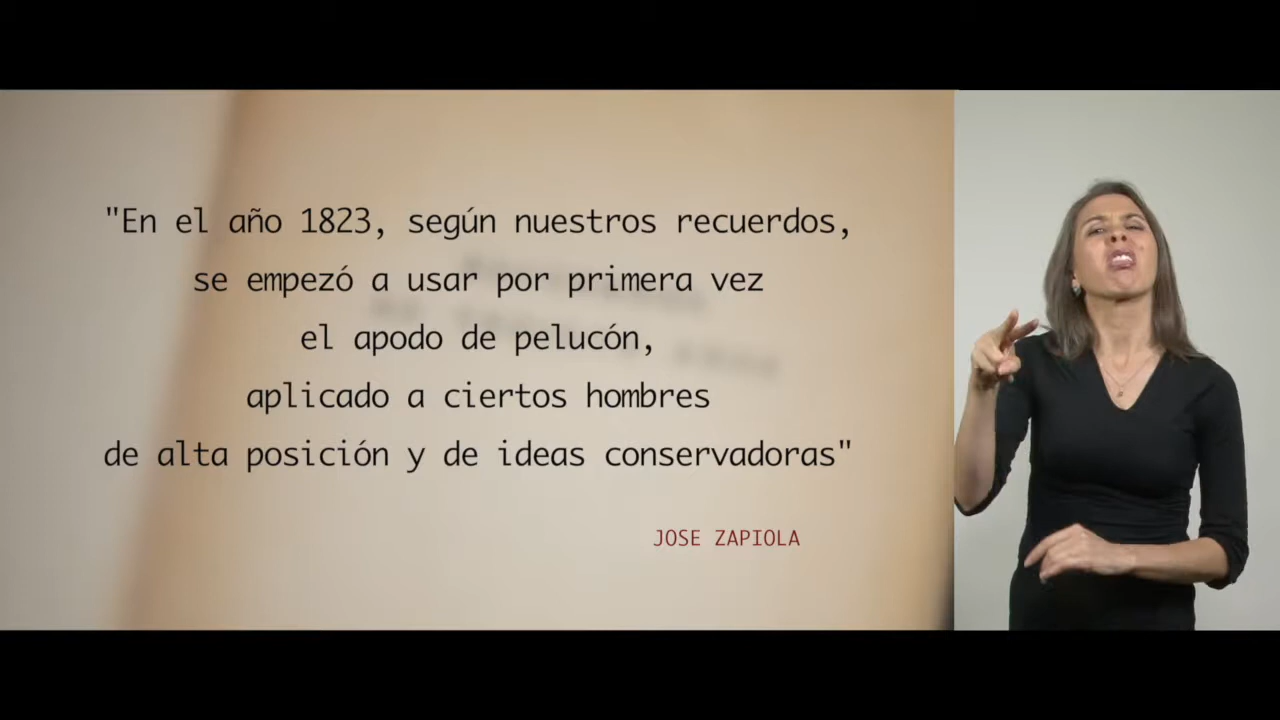 "En el año 1823, según nuestros recuerdos,
se empezó a usar por primera vez
el apodo de pelucón,
aplicado a ciertos hombres
de alta posición y de ideas conservadoras"
JOSE ZAPIOLA